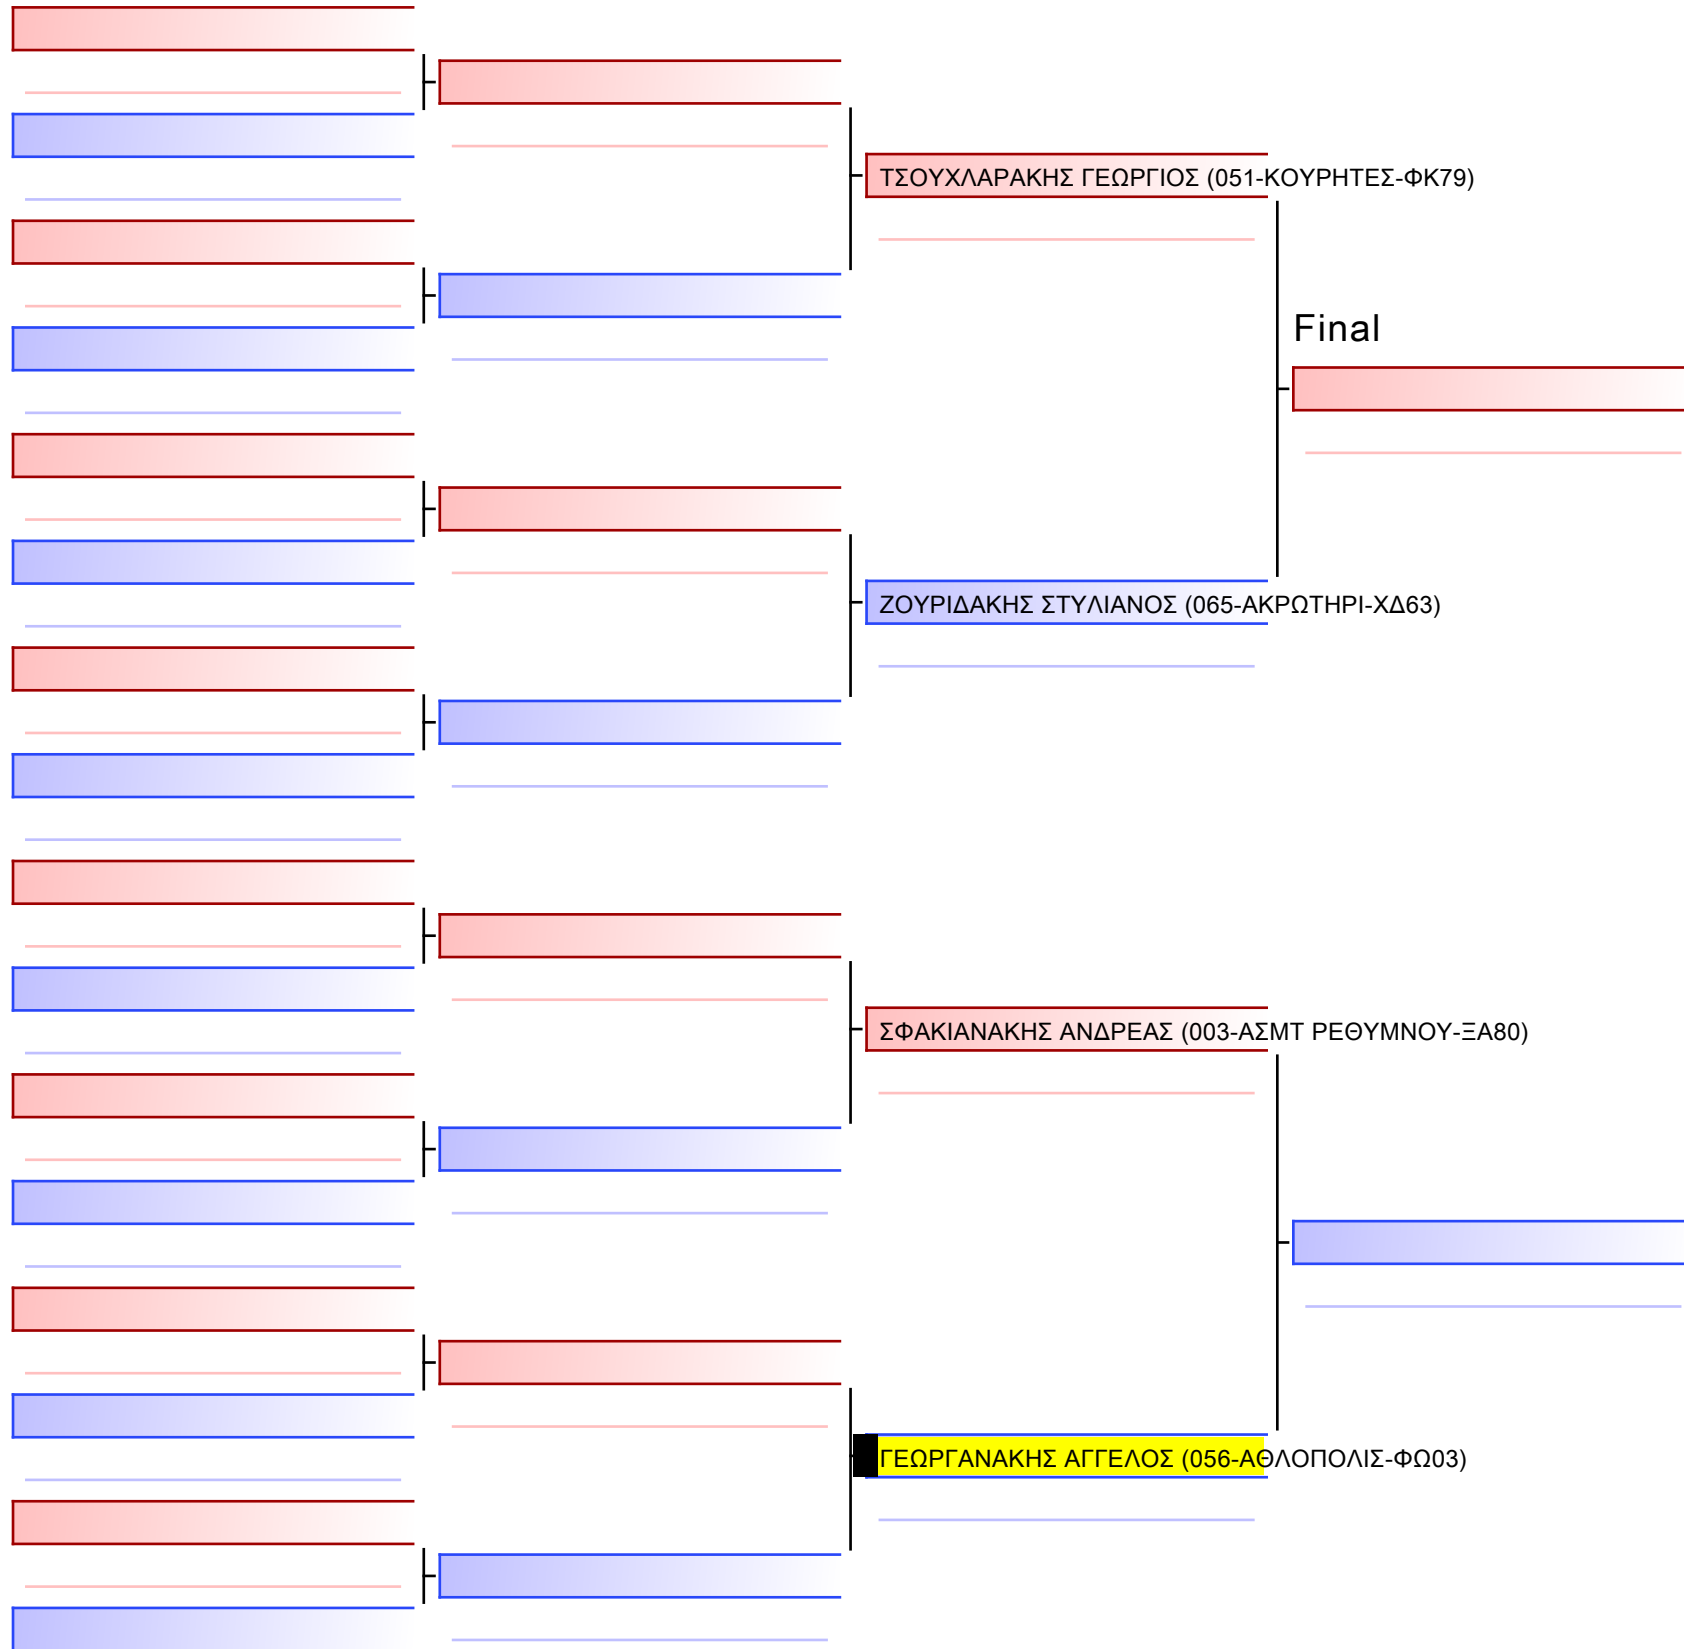 ΤΣΟΥΧΛΑΡΑΚΗΣ ΓΕΩΡΓΙΟΣ (051-ΚΟΥΡΗΤΕΣ-ΦΚ79)
Final
ΖΟΥΡΙΔΑΚΗΣ ΣΤΥΛΙΑΝΟΣ (065-ΑΚΡΩΤΗΡΙ-ΧΔ63)
ΣΦΑΚΙΑΝΑΚΗΣ ΑΝΔΡΕΑΣ (003-ΑΣΜΤ ΡΕΘΥΜΝΟΥ-ΞΑ80)
ΓΕΩΡΓΑΝΑΚΗΣ ΑΓΓΕΛΟΣ (056-ΑΘΛΟΠΟΛΙΣ-ΦΩ03)